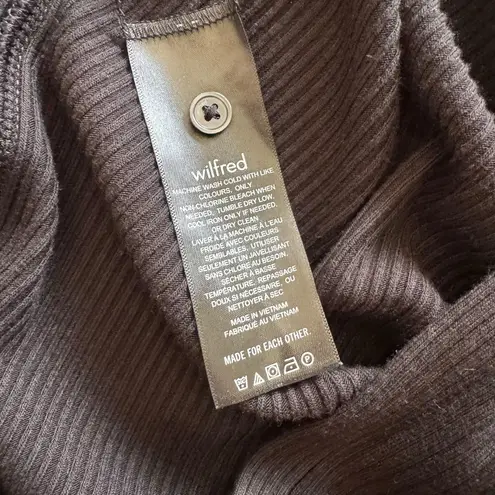 wilfred
MACHINE WASH COLD WITH LIKE
COLOURS, ONLY
NON-CHLORINE BLEACH WHEN
NEEDED, TUMBLE DRY LOW,
COOL IRON ONLY IF NEEDED,
OR DRY CLEAN
LAVER À LA MACHINE À L'EAU
FROIDE AVEC COULEURS
SEMBLABLES, UTILISER
SEULEMENT UN JAVELLISANT
SANS CHLORE AU BESOIN,
SÉCHER À BASSE
TEMPÉRATURE, REPASSAGE
DOUX SI NÉCESSAIRE, OU
NETTOYER À SEC
MADE IN VIETNAM
FABRIQUÉ AU VIETNAM
MADE FOR EACH OTHER.